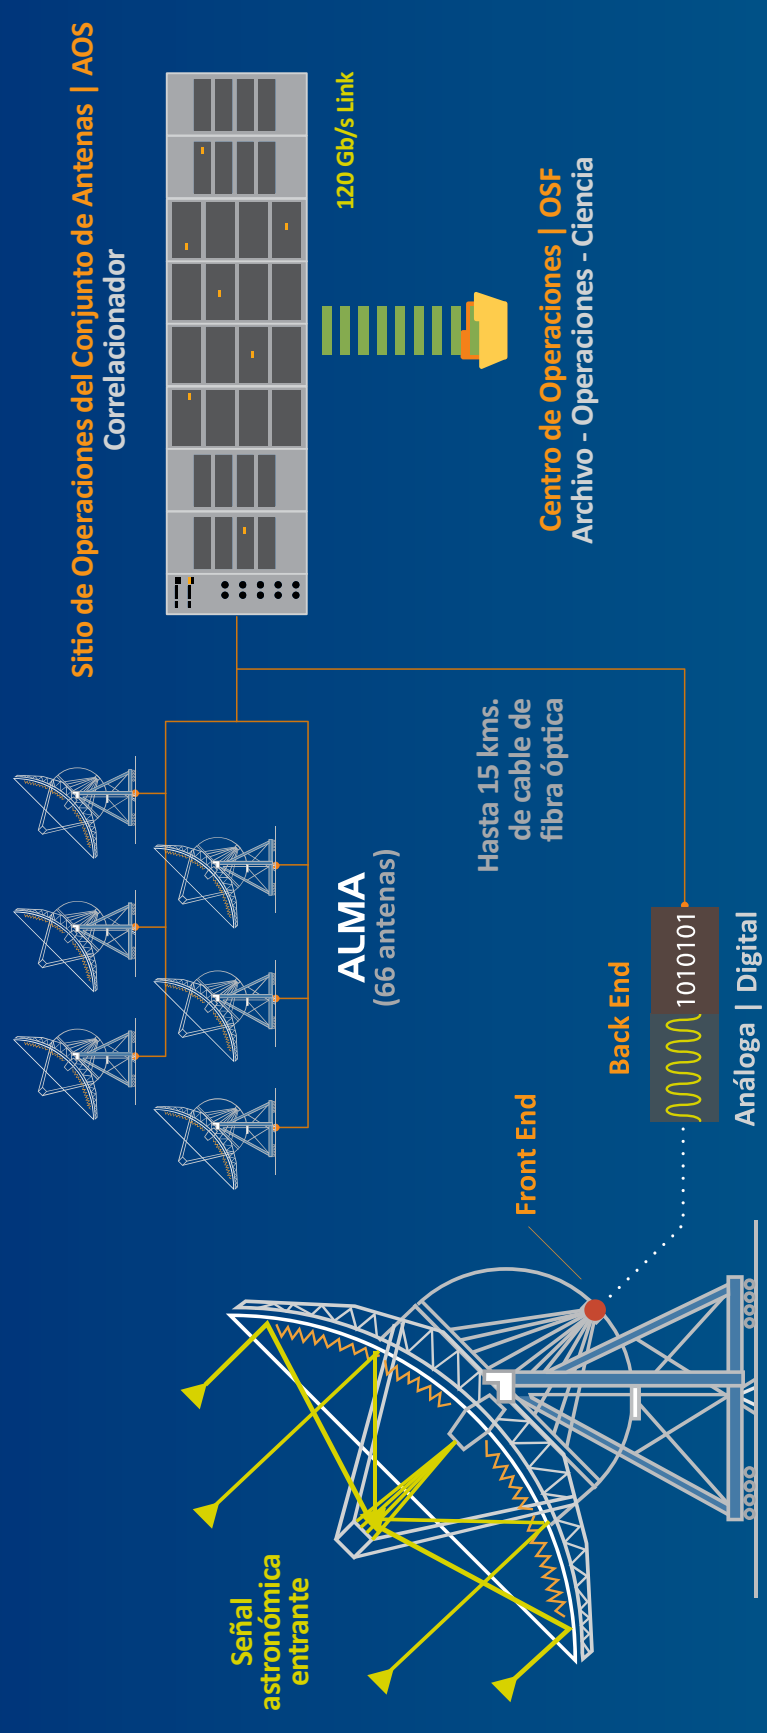 Señal
astronómica
entrante
Front End
Back End
1010101
Análoga | Digital
Hasta 15 kms.
de cable de
fibra óptica
ALMA
(66 antenas)
Sitio de Operaciones del Conjunto de Antenas | AOS
Correlacionador
120 Gb/s Link
Centro de Operaciones | OSF
Archivo - Operaciones - Ciencia